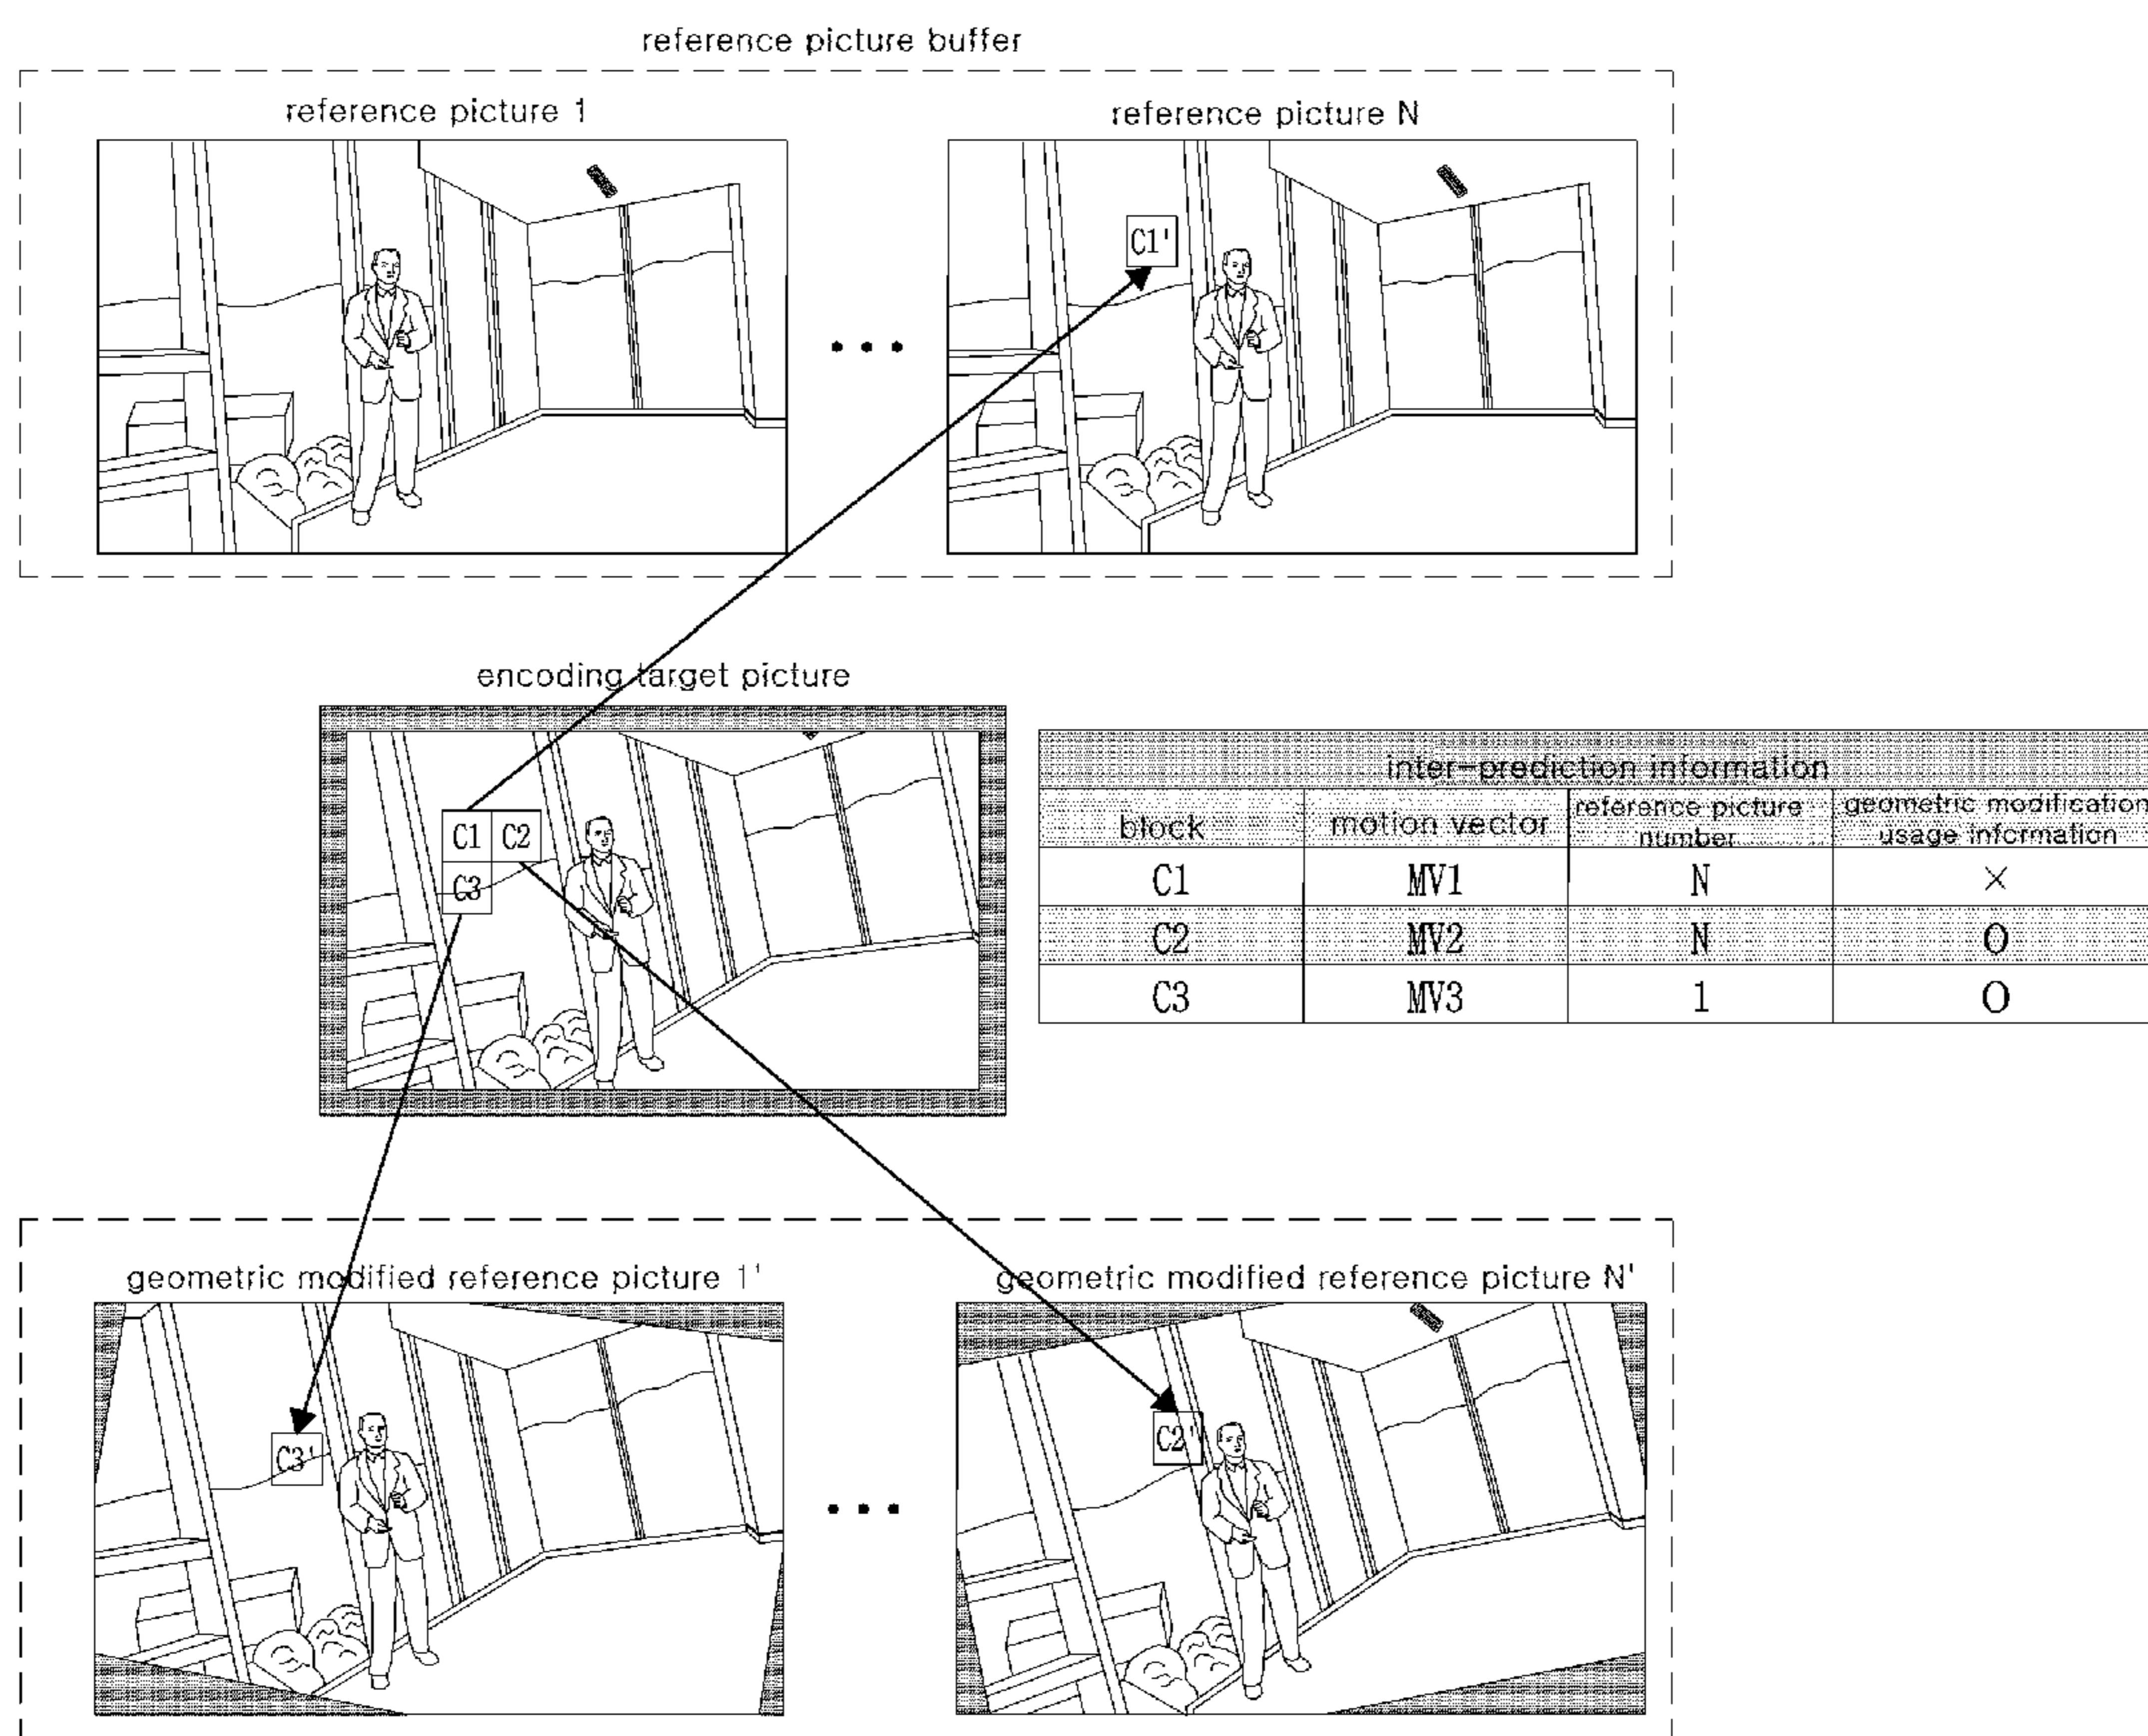 reference picture buffer
reference picture 1
reference picture N
C1'
encoding target picture
C1 C2
C3
inter-prediction information
block motion vector reference picture number geometric modification usage information
C1 MV1 N ×
C2 MV2 N O
C3 MV3 1 O
geometric modified reference picture 1'
geometric modified reference picture N'
C3'
C2'